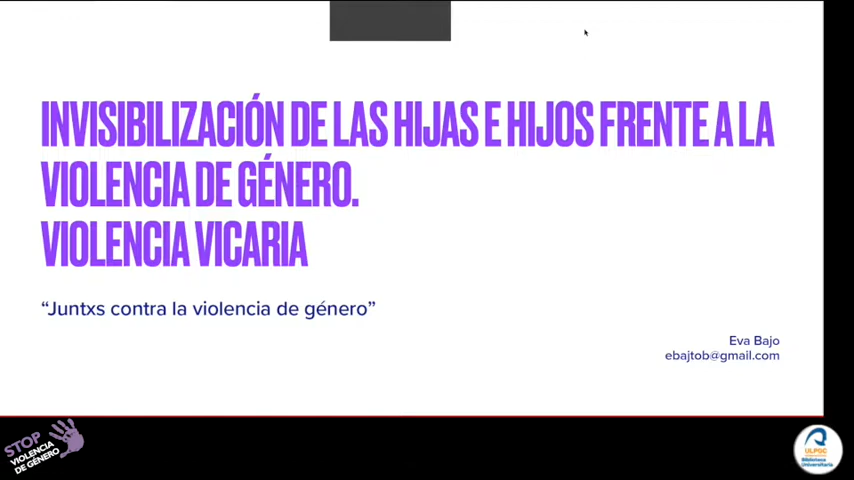 INVISIBILIZACIÓN DE LAS HIJAS E HIJOS FRENTE A LA
VIOLENCIA DE GÉNERO.
VIOLENCIA VICARIA
“Juntxs contra la violencia de género”
Eva Bajo
ebajtob@gmail.com
STOP
VIOLENCIA
DE GÉNERO
ULPGC
Biblioteca
Universitaria